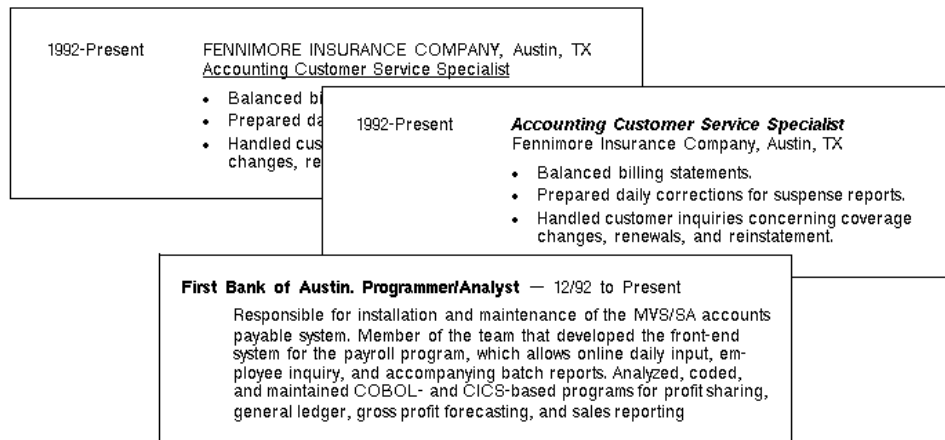 1992-Present FENNIMORE INSURANCE COMPANY, Austin, TX
Accounting Customer Service Specialist
• Balanced
• Prepared
• Handled
changes,
1992-Present Accounting Customer Service Specialist
Fennimore Insurance Company, Austin, TX
• Balanced billing statements.
• Prepared daily corrections for suspense reports.
• Handled customer inquiries concerning coverage
changes, renewals, and reinstatement.
First Bank of Austin. Programmer/Analyst — 12/92 to Present
Responsible for installation and maintenance of the MVS/SA accounts
payable system. Member of the team that developed the front-end
system for the payroll program, which allows online daily input, em-
ployee inquiry, and accompanying batch reports. Analyzed, coded,
and maintained COBOL- and CICS-based programs for profit sharing,
general ledger, gross profit forecasting, and sales reporting